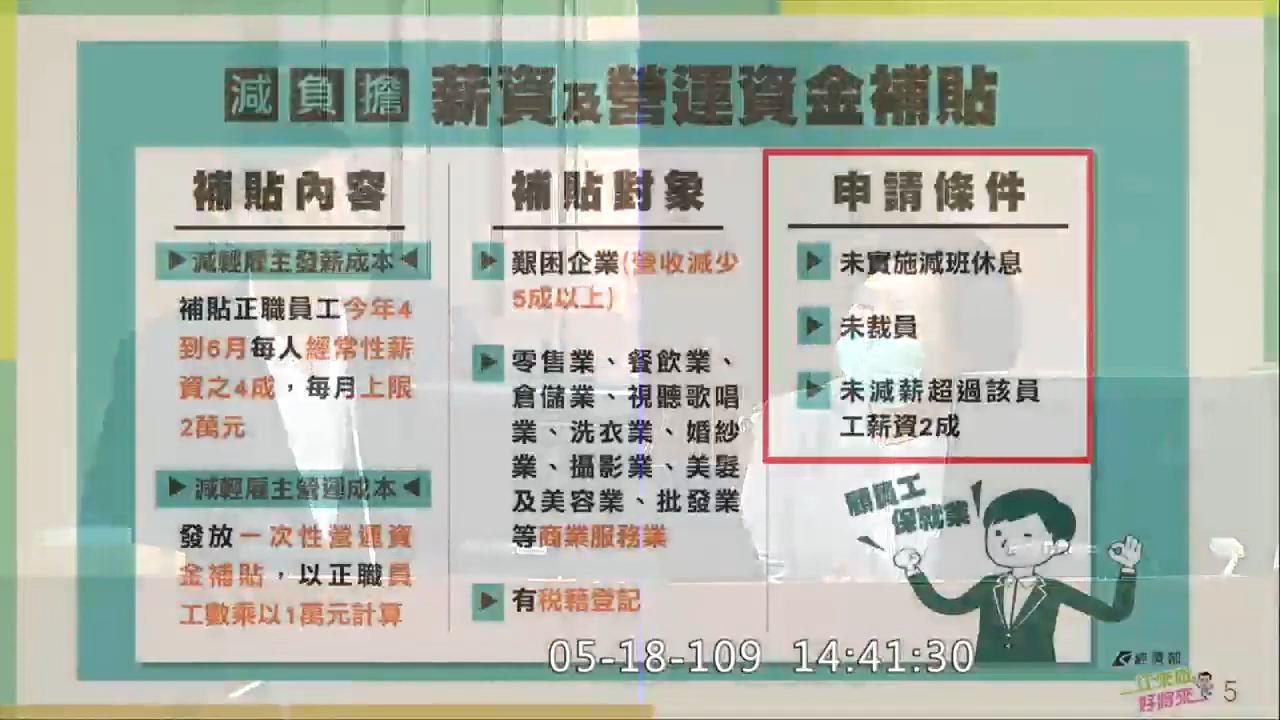 減負擔 薪資及營運資金補貼
補貼內容
減輕雇主發薪成本
補貼正職員工今年4
到6月每人經常性薪
資之4成，每月上限
2萬元
減輕雇主營運成本
發放一次性營運資
金補貼，以正職員
工數乘以1萬元計算
補貼對象
艱困企業(營收減少
5成以上)
零售業、餐飲業、
倉儲業、視聽歌唱
業、洗衣業、婚紗
業、攝影業、美髮
及美容業、批發業
等商業服務業
有稅籍登記
申請條件
未實施減班休息
未裁員
未減薪超過該員
工薪資2成
顧員工
保就業
經濟部
好將來
5
05-18-109 14:41:30